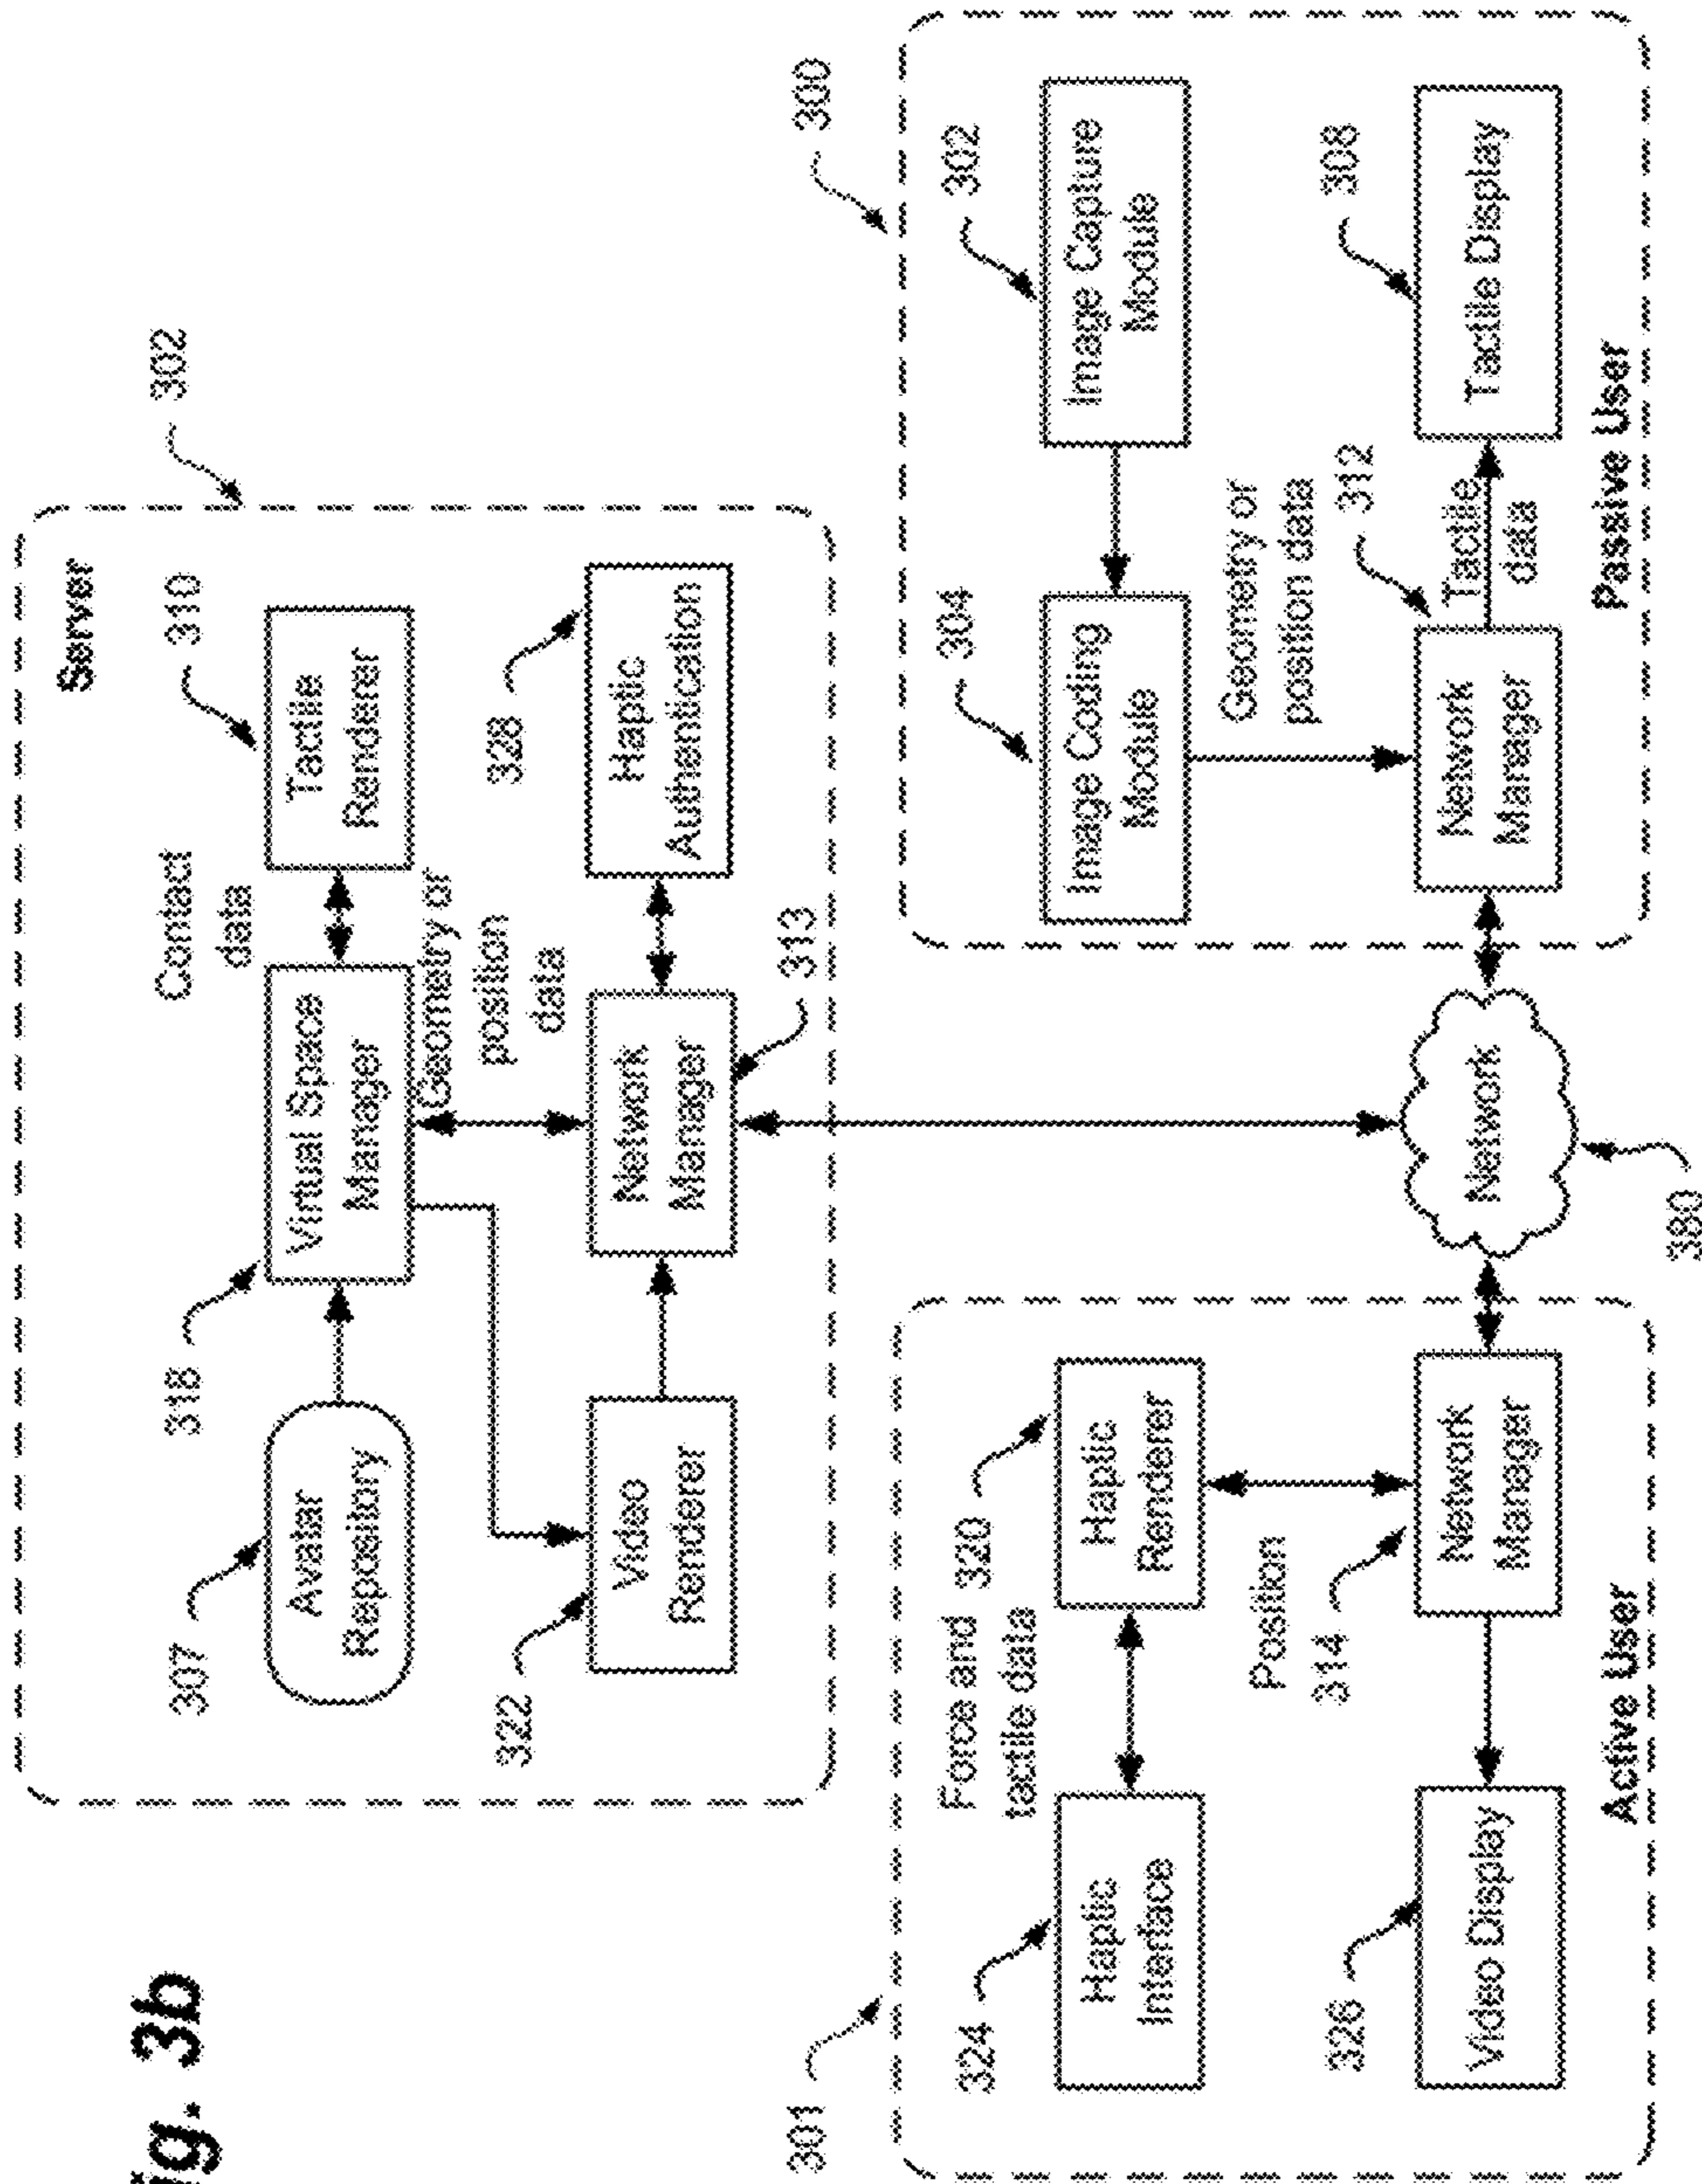 ig. 3b
302
Server
307
318
Contact
data
310
Avatar
Repository
Virtual Space
Manager
Tactile
Renderer
Geometry or
position
data
322
328
Video
Renderer
Network
Manager
Haptic
Authentication
313
301
300
Force and
tactile data
324
320
304
302
Haptic
Interface
Haptic
Renderer
Image Coding
Module
Image Capture
Module
Position
Geometry or
position data
326
314
312
308
Video Display
Network
Manager
Network
Network
Manager
Tactile
data
Tactile Display
Active User
Passive User
380